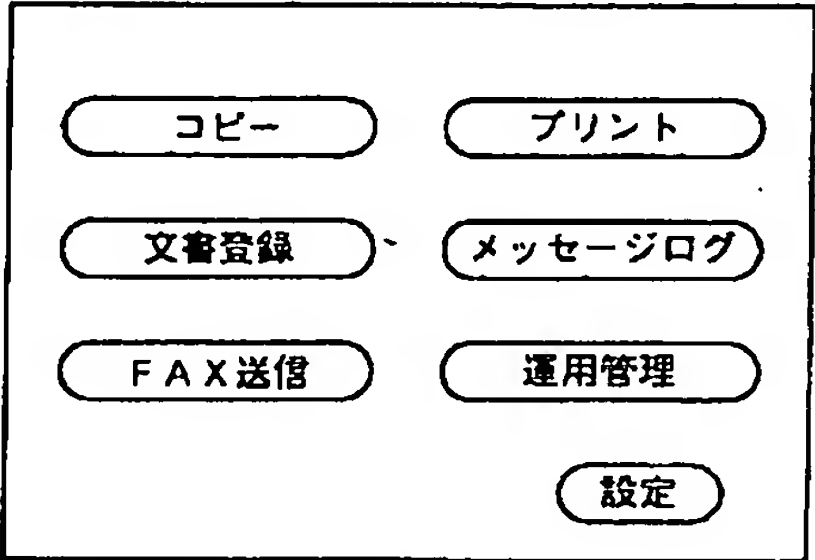 コピー
プリント
文書登録
メッセージログ
FAX送信
運用管理
設定